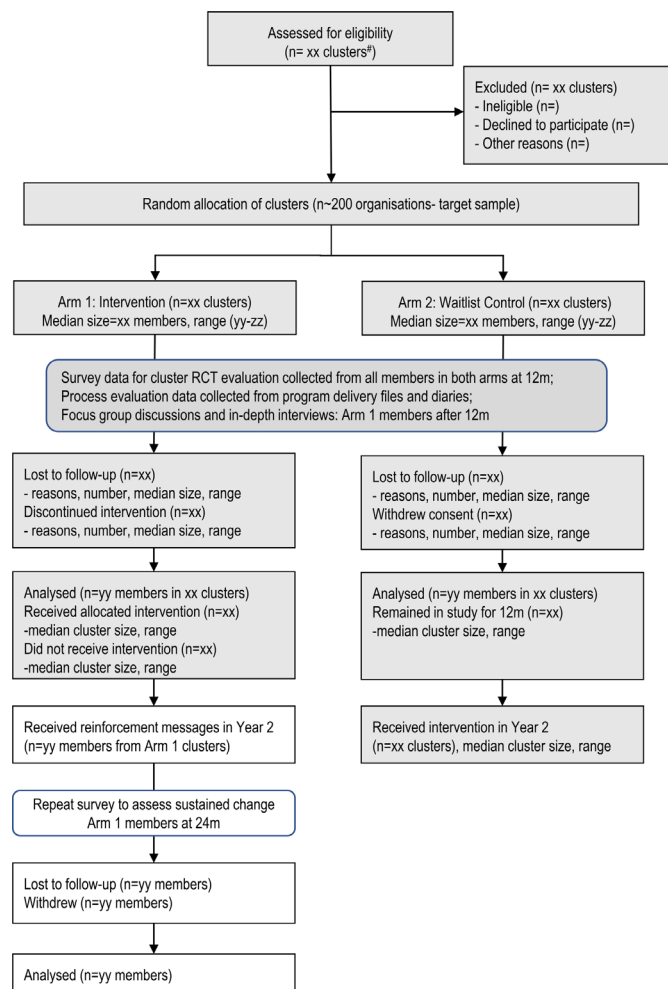 Assessed for eligibility
(n= xx clusters#)
Excluded (n= xx clusters)
- Ineligible (n=)
- Declined to participate (n=)
- Other reasons (n=)
Random allocation of clusters (n~200 organisations- target sample)
Arm 1: Intervention (n=xx clusters)
Median size=xx members, range (yy-zz)
Arm 2: Waitlist Control (n=xx clusters)
Median size=xx members, range (yy-zz)
Survey data for cluster RCT evaluation collected from all members in both arms at 12m;
Process evaluation data collected from program delivery files and diaries;
Focus group discussions and in-depth interviews: Arm 1 members after 12m
Lost to follow-up (n=xx)
- reasons, number, median size, range
Discontinued intervention (n=xx)
- reasons, number, median size, range
Lost to follow-up (n=xx)
- reasons, number, median size, range
Withdrew consent (n=xx)
- reasons, number, median size, range
Analysed (n=yy members in xx clusters)
Received allocated intervention (n=xx)
-median cluster size, range
Did not receive intervention (n=xx)
-median cluster size, range
Analysed (n=yy members in xx clusters)
Remained in study for 12m (n=xx)
-median cluster size, range
Received reinforcement messages in Year 2
(n=yy members from Arm 1 clusters)
Received intervention in Year 2
(n=xx clusters), median cluster size, range
Repeat survey to assess sustained change
Arm 1 members at 24m
Lost to follow-up (n=yy members)
Withdrew (n=yy members)
Analysed (n=yy members)